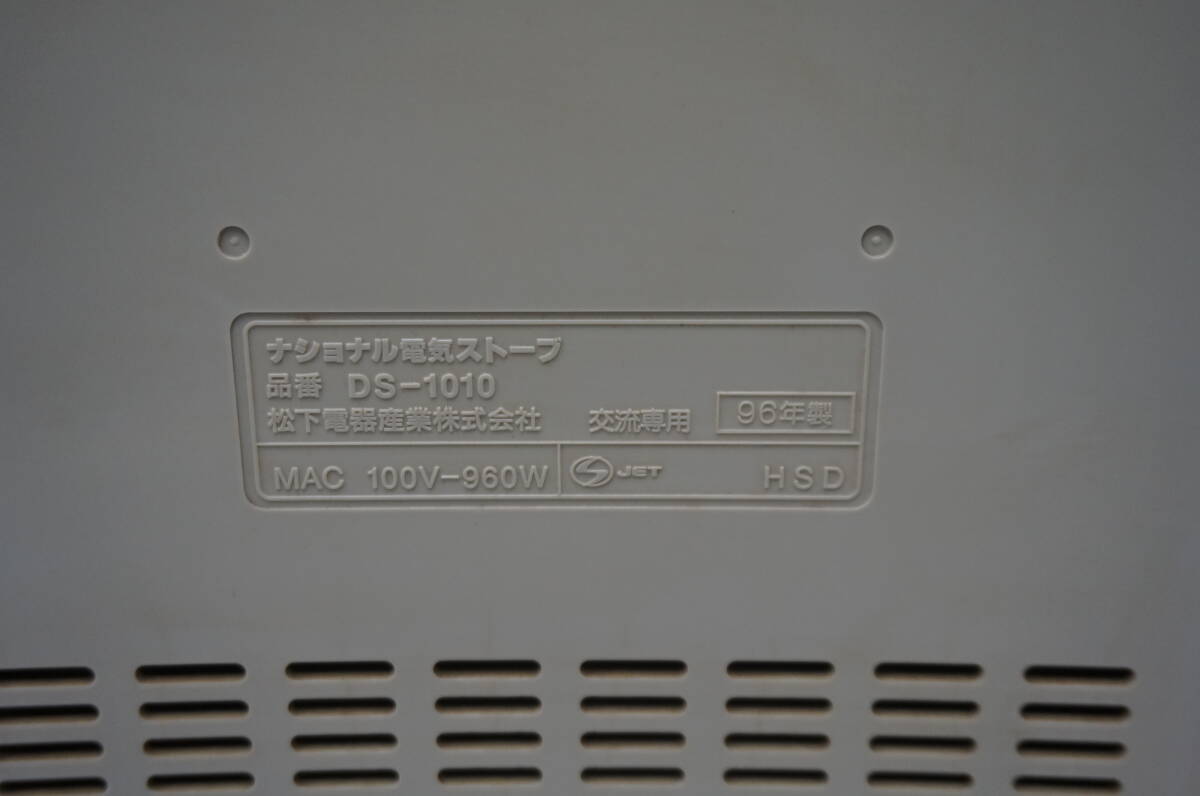 ナショナル電気ストーブ
品番 DS-1010
松下電器産業株式会社 交流専用 96年製
MAC 100V-960W JET HSD